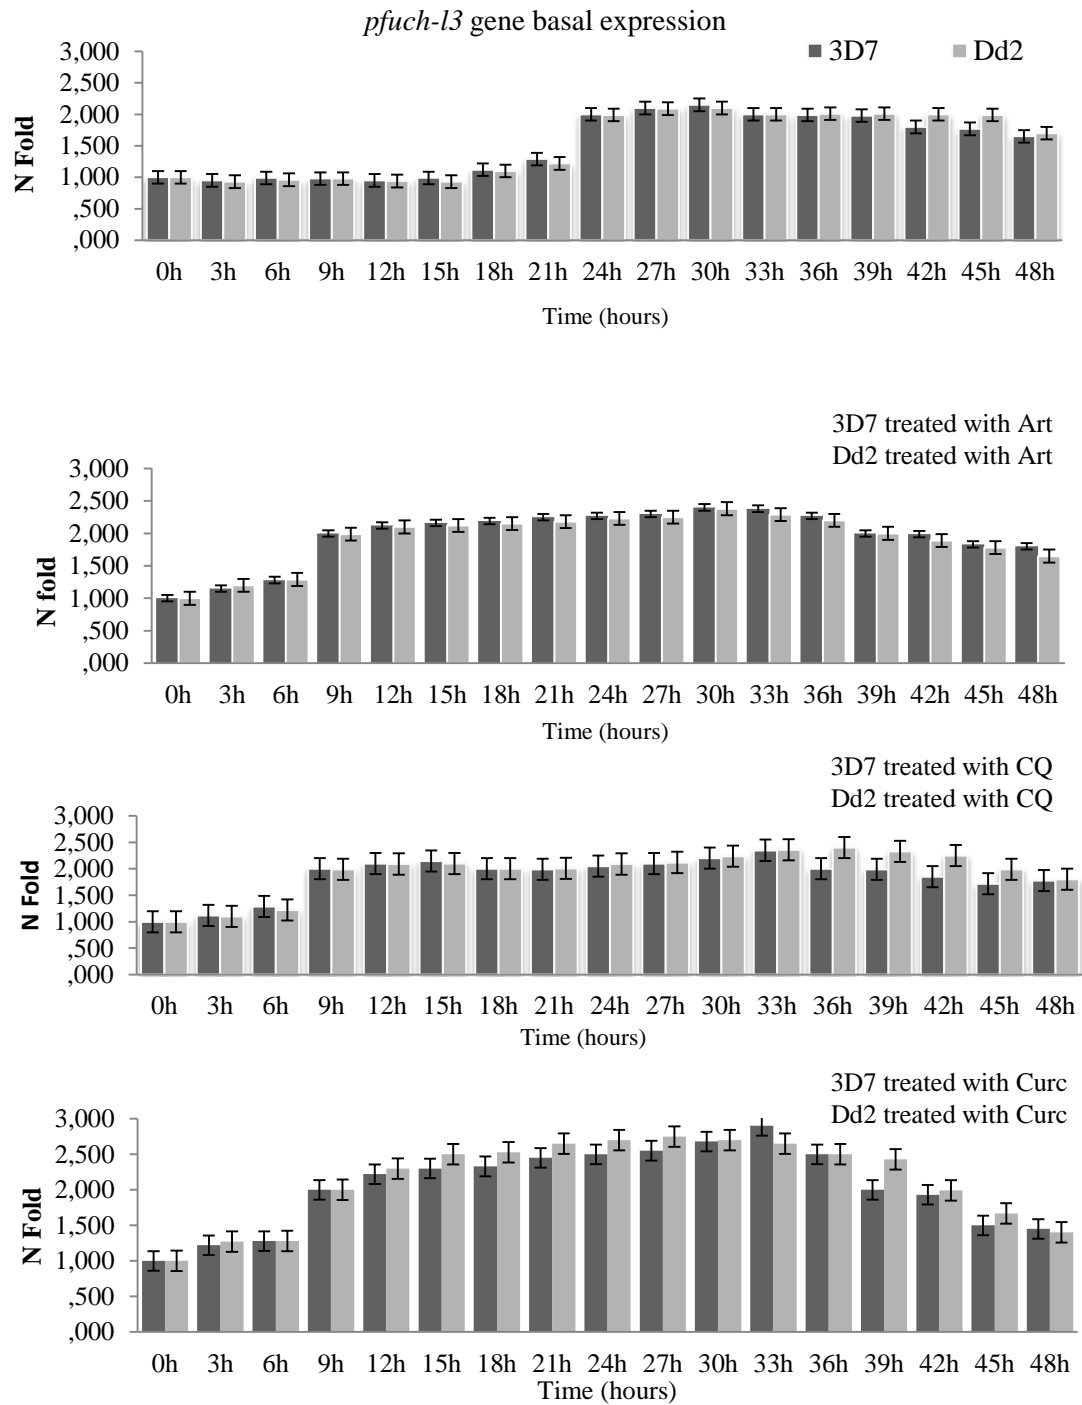 pfuch-l3 gene basal expression
3D7 Dd2
N Fold
3,000
2,500
2,000
1,500
1,000
,500
,000
0h 3h 6h 9h 12h 15h 18h 21h 24h 27h 30h 33h 36h 39h 42h 45h 48h
Time (hours)
3D7 treated with Art
Dd2 treated with Art
N fold
3,000
2,500
2,000
1,500
1,000
,500
,000
0h 3h 6h 9h 12h 15h 18h 21h 24h 27h 30h 33h 36h 39h 42h 45h 48h
Time (hours)
3D7 treated with CQ
Dd2 treated with CQ
N Fold
3,000
2,500
2,000
1,500
1,000
,500
,000
0h 3h 6h 9h 12h 15h 18h 21h 24h 27h 30h 33h 36h 39h 42h 45h 48h
Time (hours)
3D7 treated with Curc
Dd2 treated with Curc
N Fold
3,000
2,500
2,000
1,500
1,000
,500
,000
0h 3h 6h 9h 12h 15h 18h 21h 24h 27h 30h 33h 36h 39h 42h 45h 48h
Time (hours)